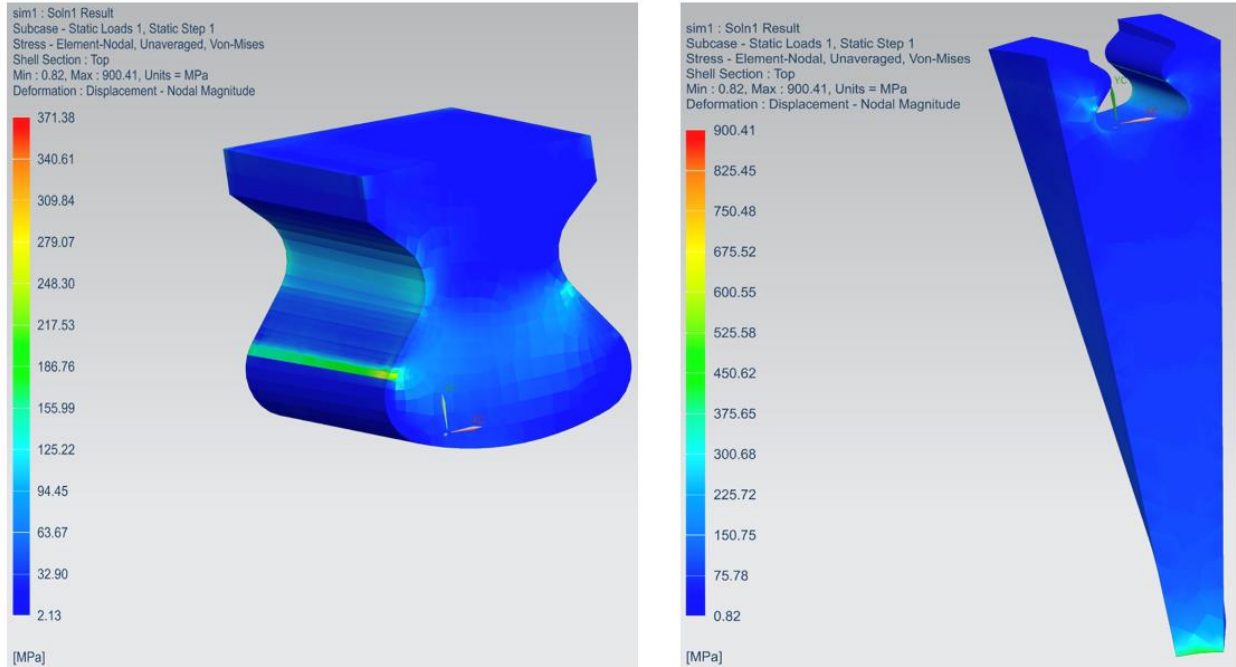 sim1 : Soln1 Result
Subcase - Static Loads 1, Static Step 1
Stress - Element-Nodal, Unaveraged, Von-Mises
Shell Section : Top
Min : 0.82, Max : 900.41, Units = MPa
Deformation : Displacement - Nodal Magnitude
371.38
340.61
309.84
279.07
248.30
217.53
186.76
155.99
125.22
94.45
63.67
32.90
2.13
[MPa]
sim1 : Soln1 Result
Subcase - Static Loads 1, Static Step 1
Stress - Element-Nodal, Unaveraged, Von-Mises
Shell Section : Top
Min : 0.82, Max : 900.41, Units = MPa
Deformation : Displacement - Nodal Magnitude
YC
900.41
825.45
750.48
675.52
600.55
525.58
450.62
375.65
300.68
225.72
150.75
75.78
0.82
[MPa]